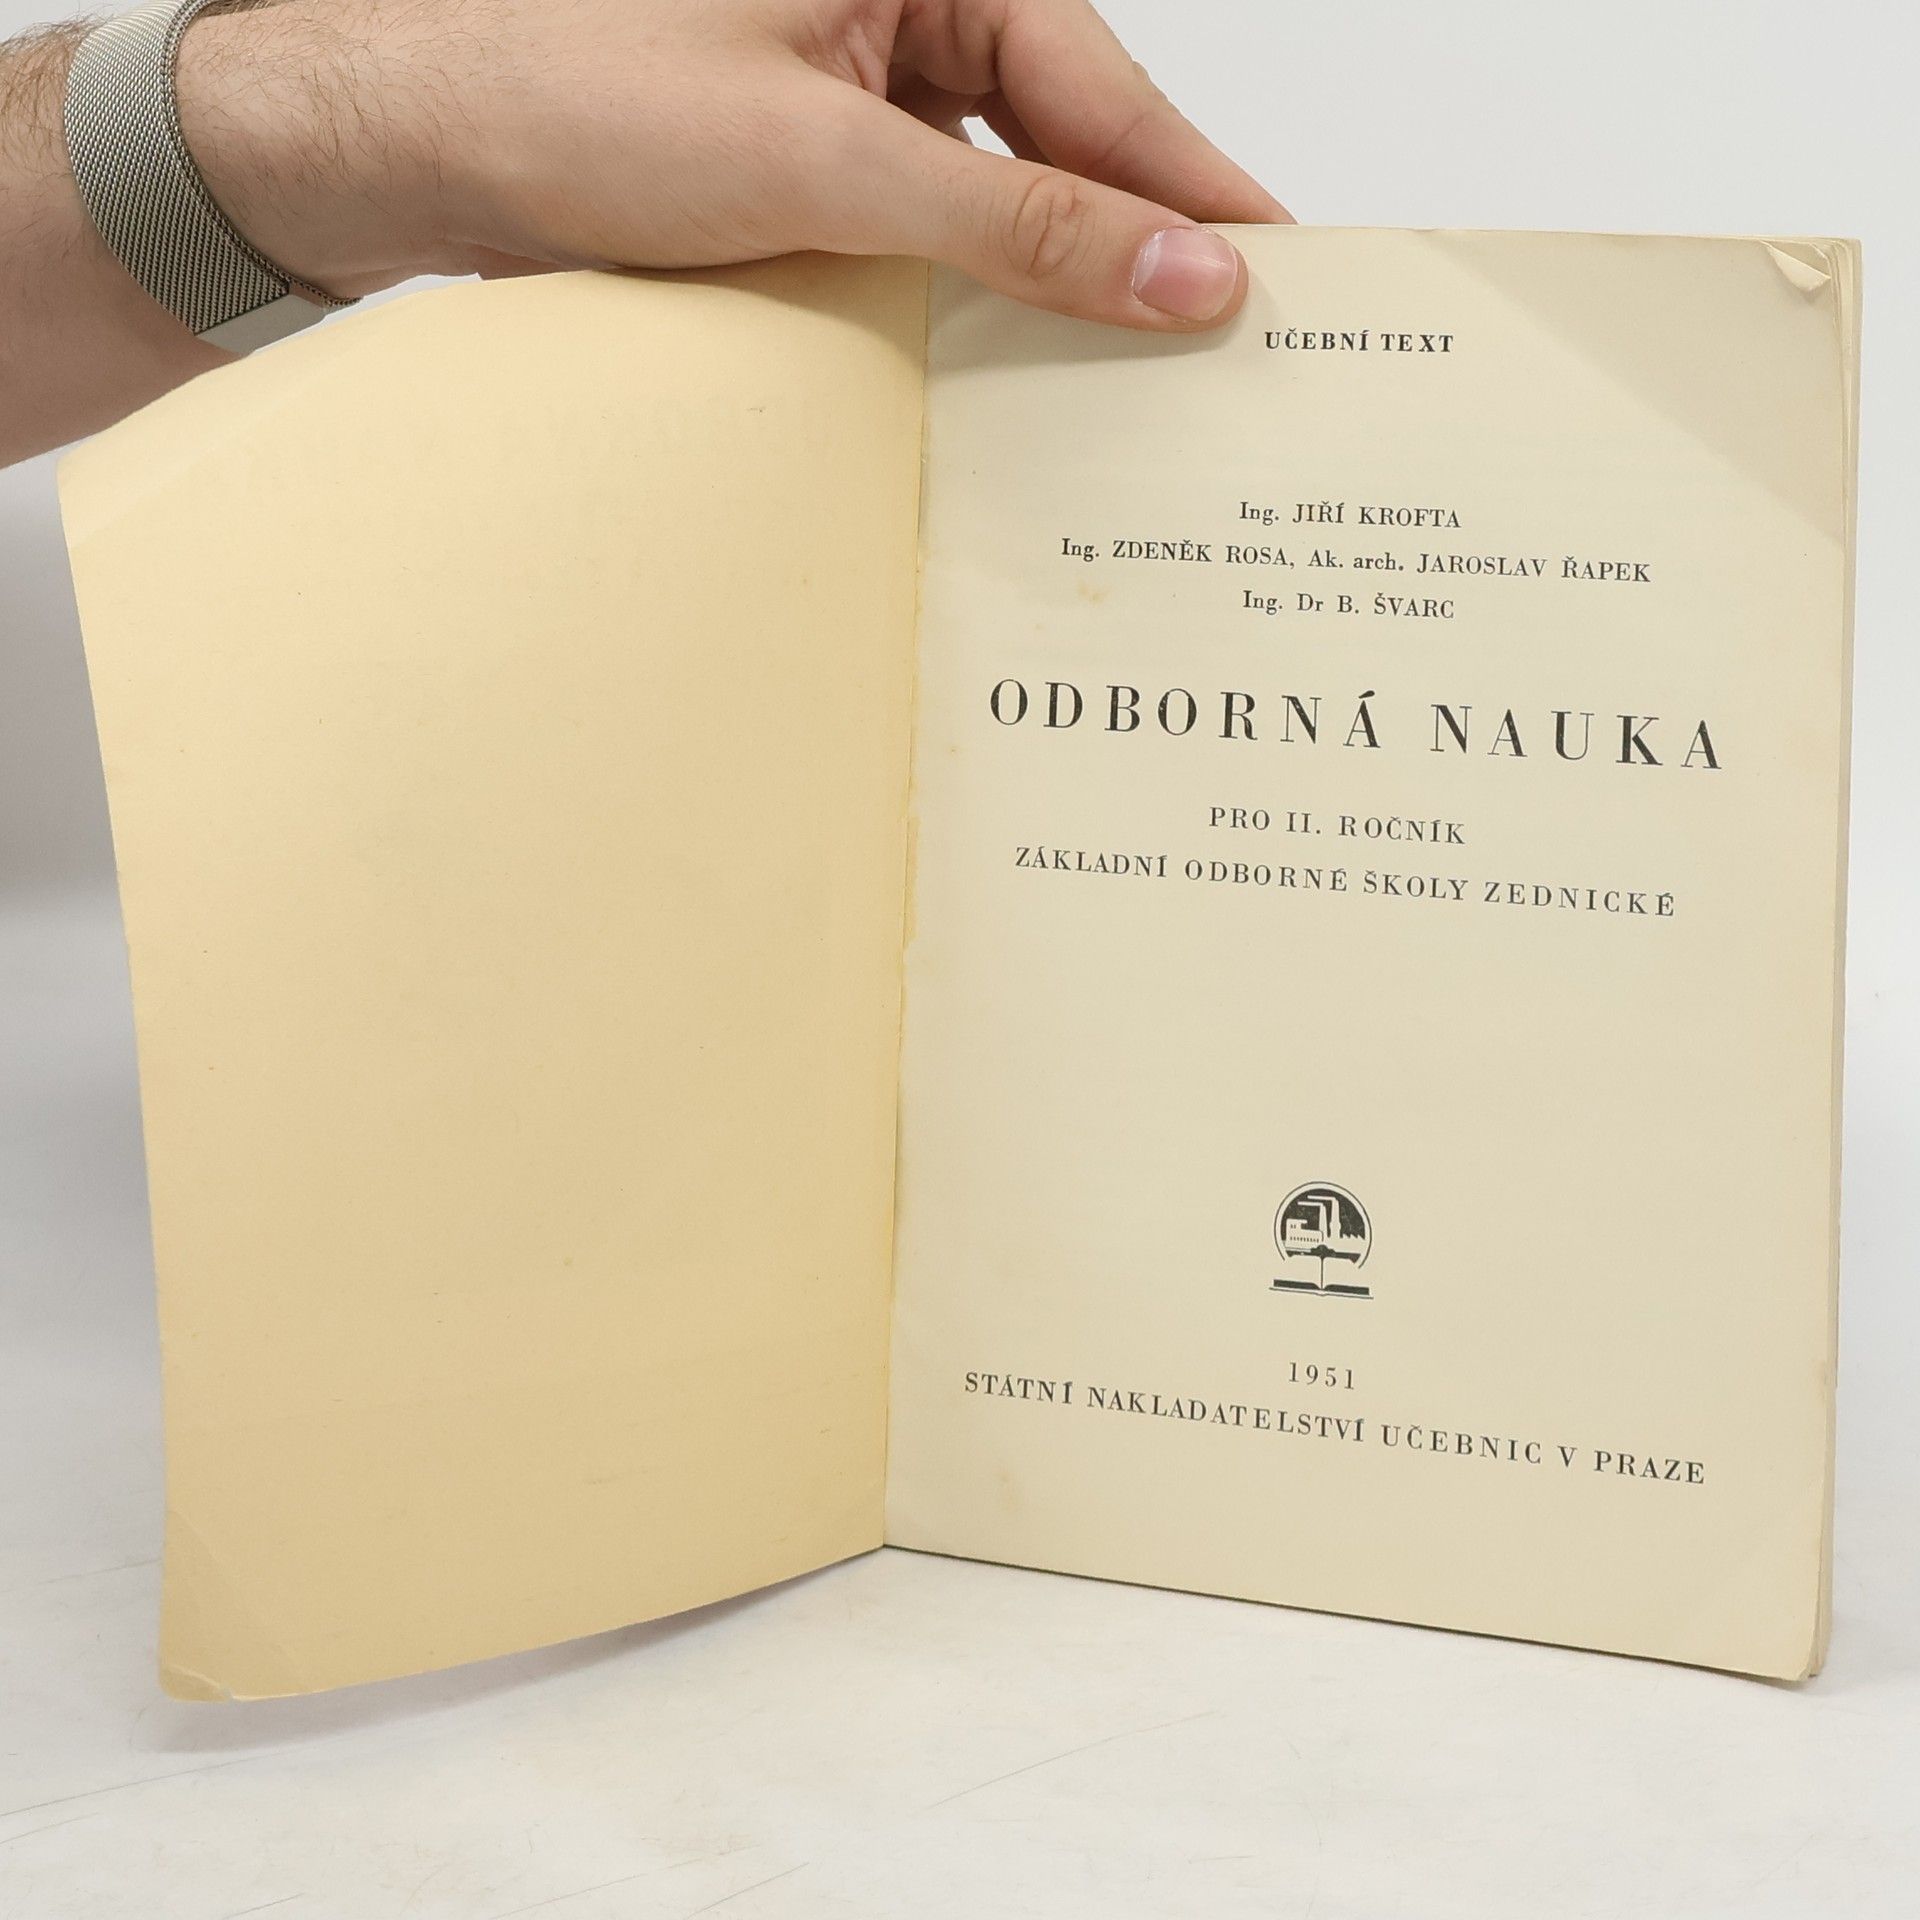 UČEBNÍ TEXT
Ing. JIŘÍ KROFTA
Ing. ZDENĚK ROSA, Ak. arch. JAROSLAV ŘAPEK
Ing. Dr B. ŠVARC
ODBORNÁ NAUKA
PRO II. ROČNÍK
ZÁKLADNÍ ODBORNÉ ŠKOLY ZEDNICKÉ
1951
STÁTNÍ NAKLADATELSTVÍ UČEBNIC V PRAZE